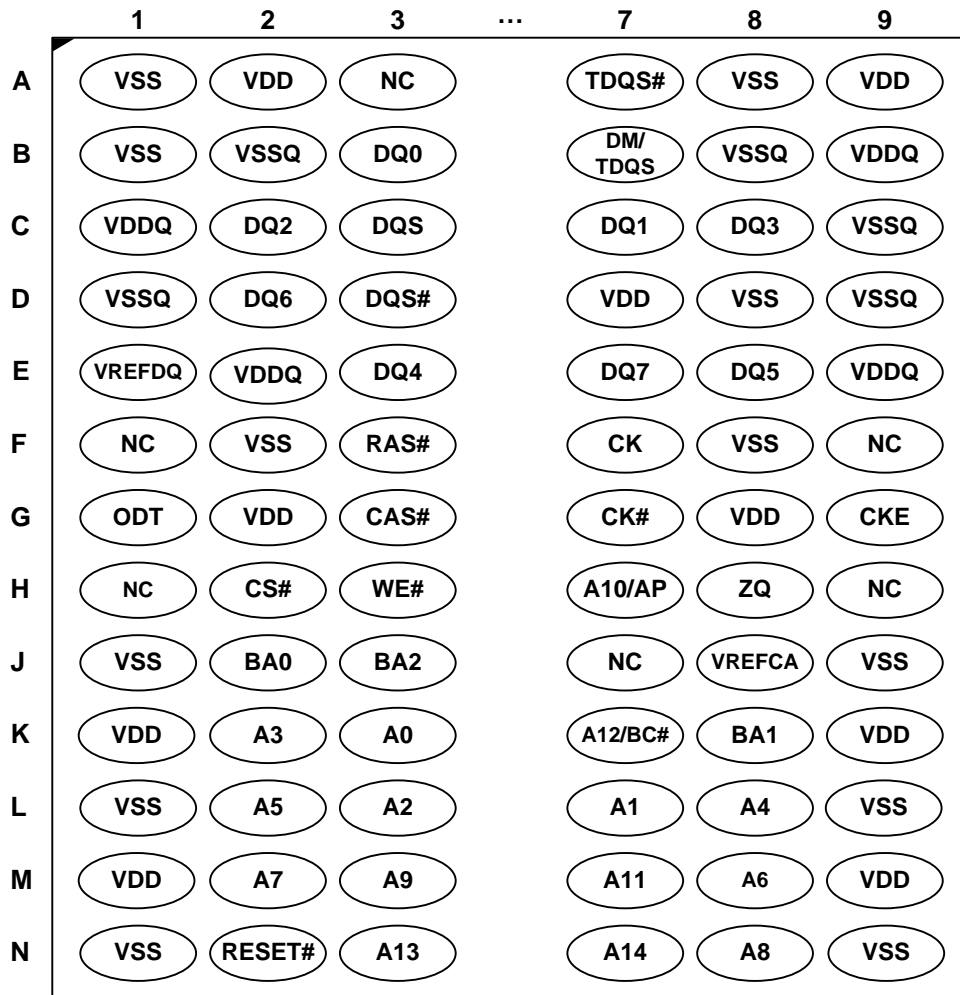 1 2 3 ... 7 8 9
A VSS VDD NC TDQS# VSS VDD
B VSS VSSQ DQ0 DM/ TDQS VSSQ VDDQ
C VDDQ DQ2 DQS DQ1 DQ3 VSSQ
D VSSQ DQ6 DQS# VDD VSS VSSQ
E VREFDQ VDDQ DQ4 DQ7 DQ5 VDDQ
F NC VSS RAS# CK VSS NC
G ODT VDD CAS# CK# VDD CKE
H NC CS# WE# A10/AP ZQ NC
J VSS BA0 BA2 NC VREFCA VSS
K VDD A3 A0 A12/BC# BA1 VDD
L VSS A5 A2 A1 A4 VSS
M VDD A7 A9 A11 A6 VDD
N VSS RESET# A13 A14 A8 VSS